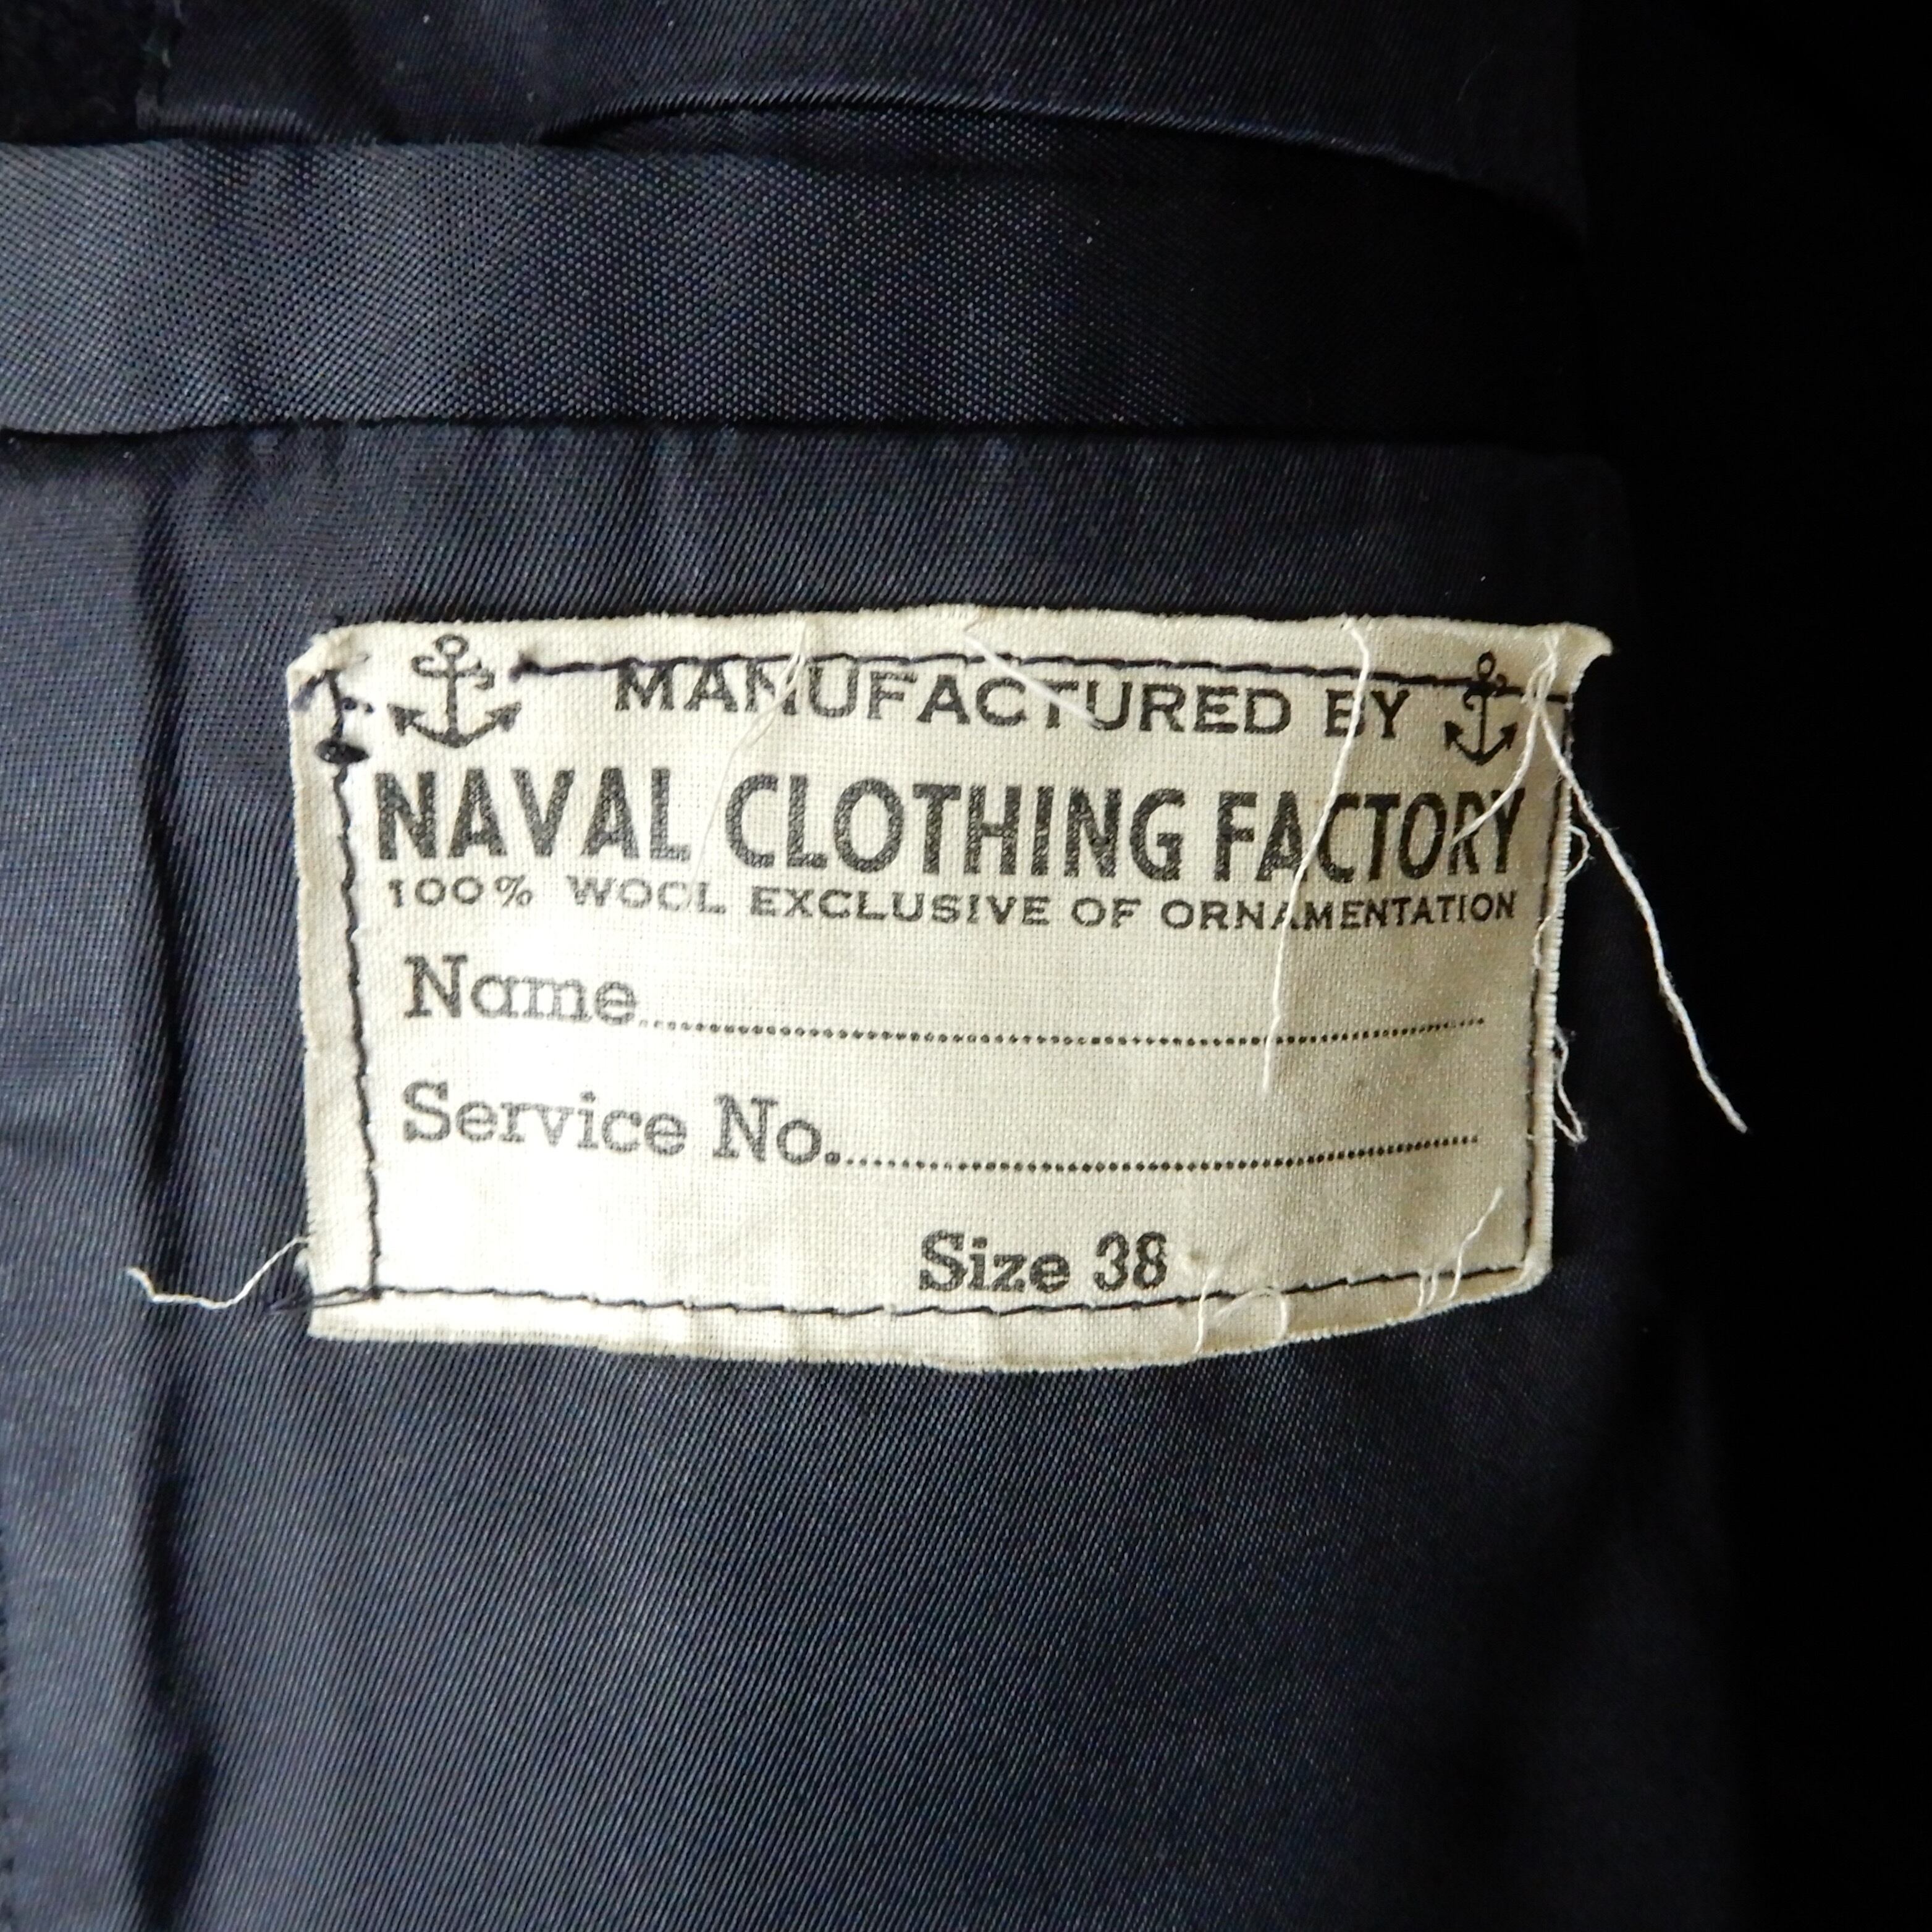 MANUFACTURED BY
NAVAL CLOTHING FACTORY
100% WOOL EXCLUSIVE OF ORNAMENTATION
Name
Service No.
Size 38